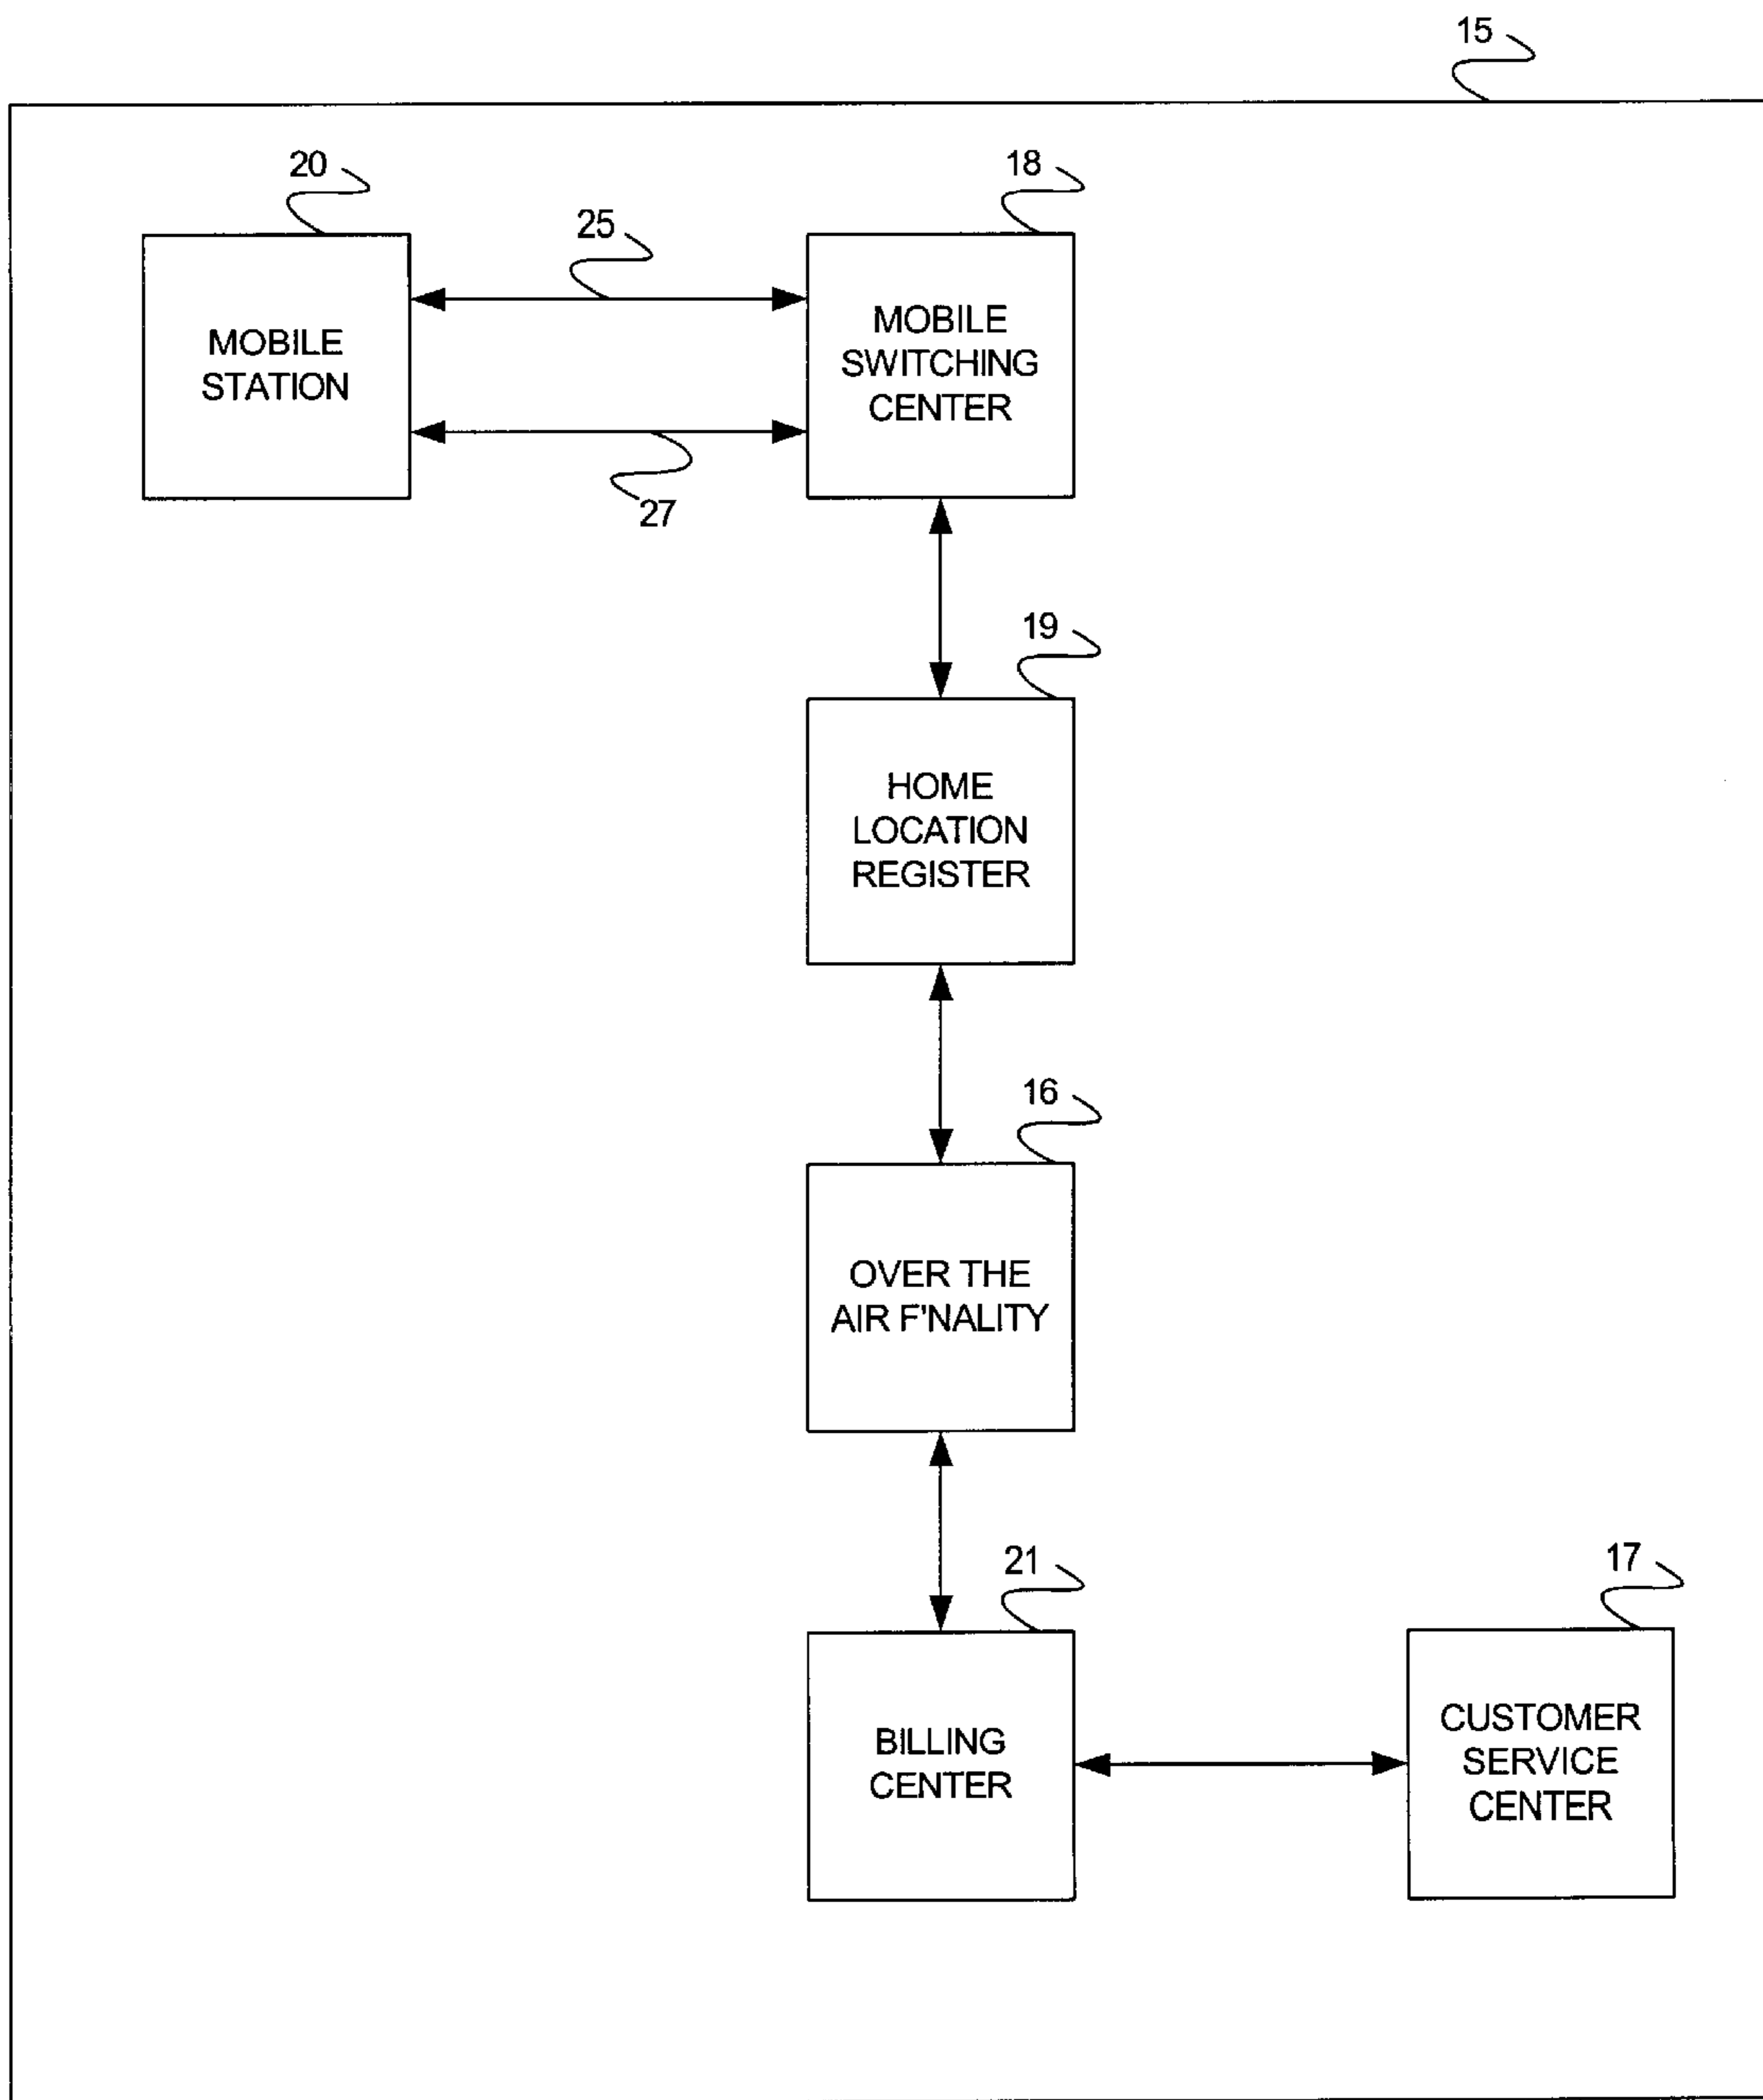 15
20
18
25
MOBILE
STATION
MOBILE
SWITCHING
CENTER
27
19
HOME
LOCATION
REGISTER
16
OVER THE
AIR F'NALITY
21
17
BILLING
CENTER
CUSTOMER
SERVICE
CENTER